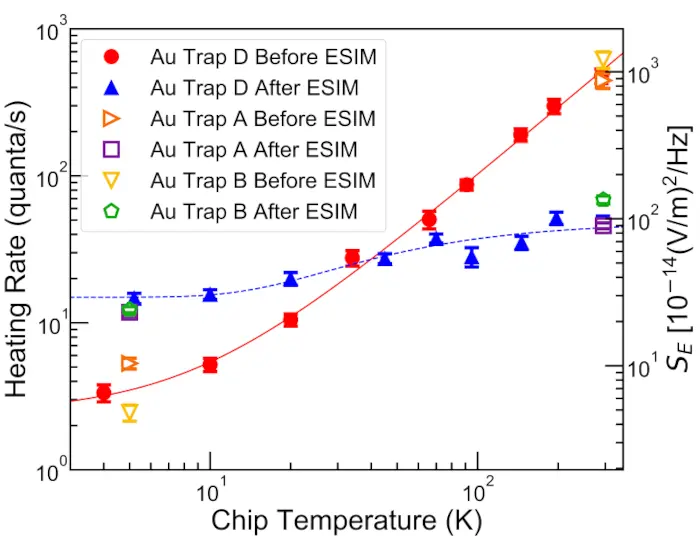 10³
10²
10¹
10⁰
Heating Rate (quanta/s)
Au Trap D Before ESIM
Au Trap D After ESIM
Au Trap A Before ESIM
Au Trap A After ESIM
Au Trap B Before ESIM
Au Trap B After ESIM
10³
10²
10¹
S_E [10⁻¹⁴(V/m)²/Hz]
10¹
10²
Chip Temperature (K)